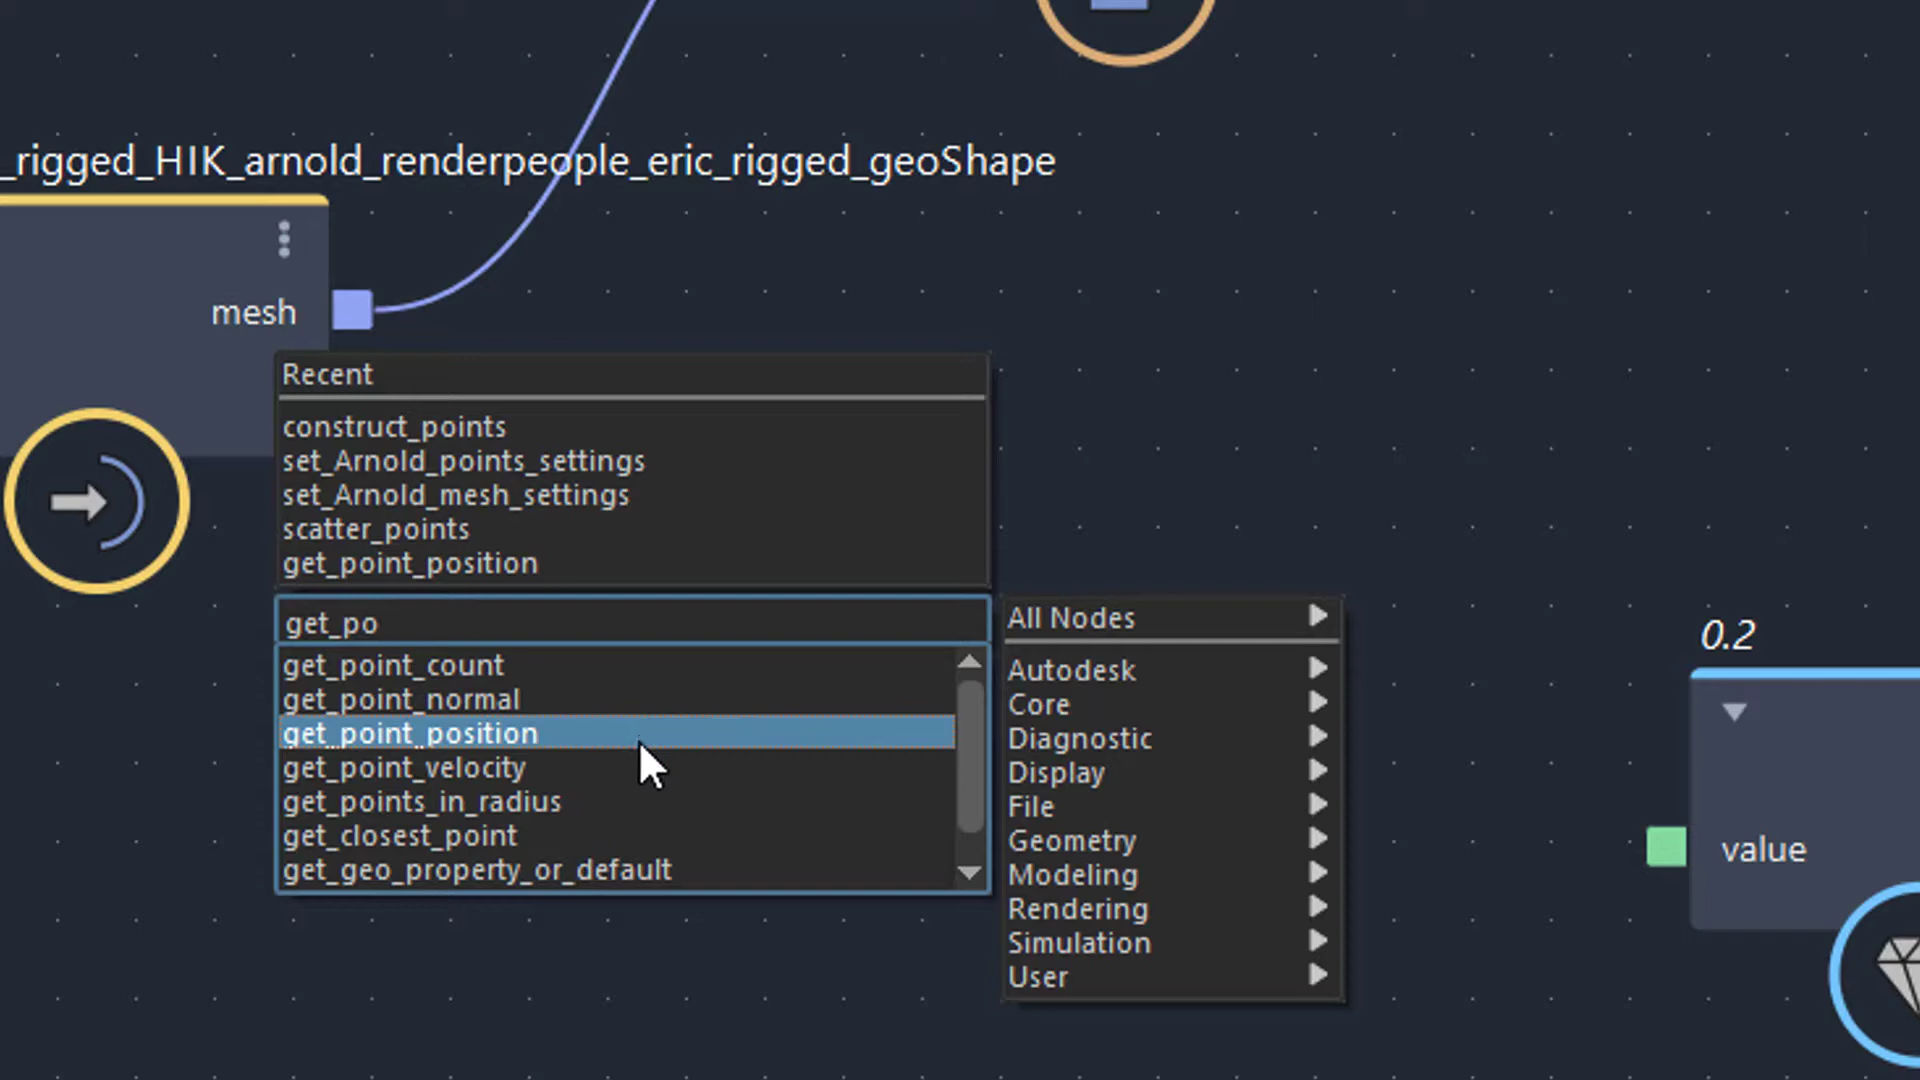 _rigged_HIK_arnold_renderpeople_eric_rigged_geoShape
mesh
Recent
construct_points
set_Arnold_points_settings
set_Arnold_mesh_settings
scatter_points
get_point_position
get_po
get_point_count
get_point_normal
get_point_position
get_point_velocity
get_points_in_radius
get_closest_point
get_geo_property_or_default
All Nodes
Autodesk
Core
Diagnostic
Display
File
Geometry
Modeling
Rendering
Simulation
User
0.2
value